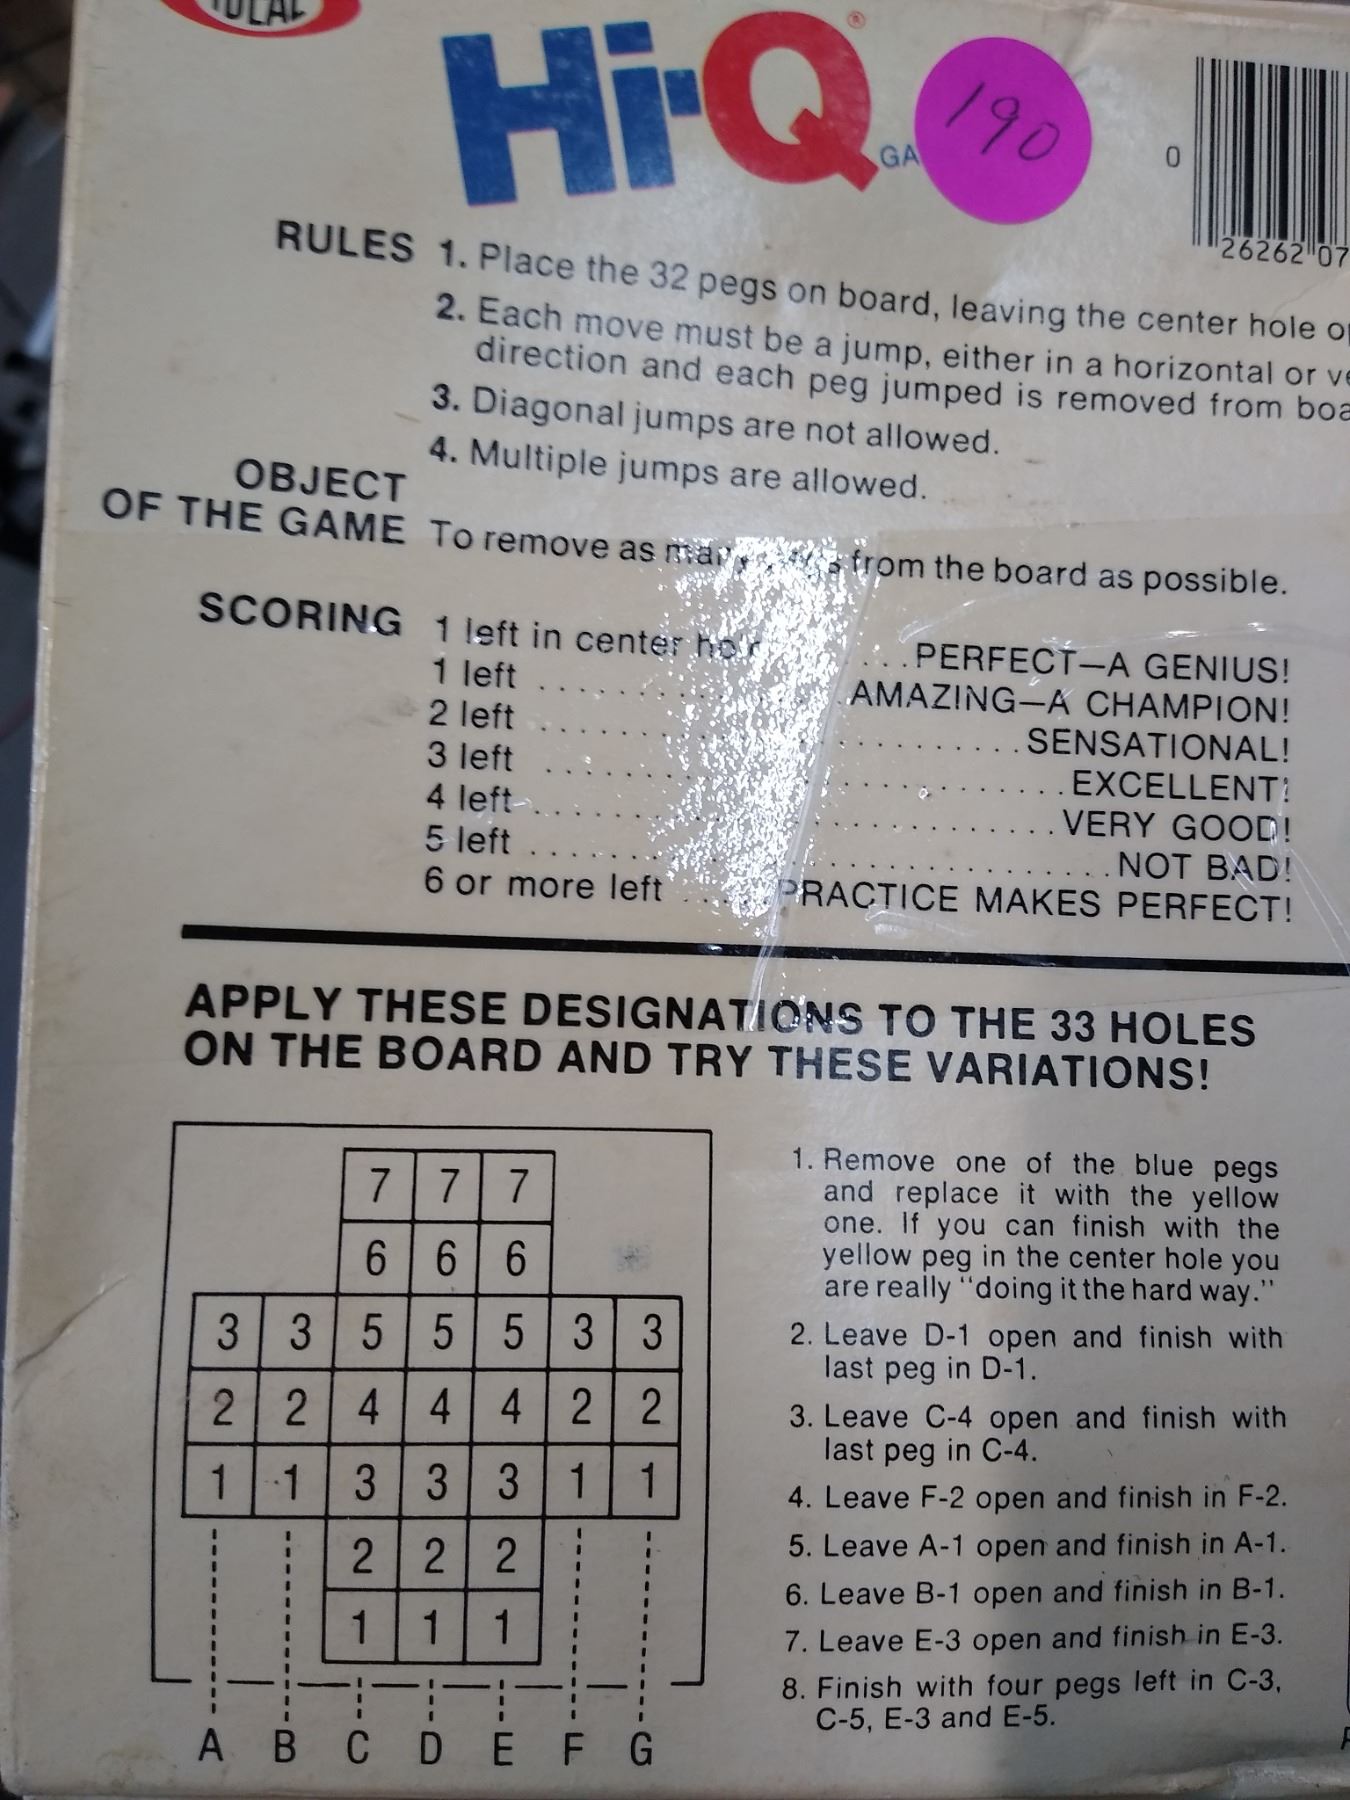 IDEAL
Hi-Q®
GA
190
0
26262 07
RULES 1. Place the 32 pegs on board, leaving the center hole
2. Each move must be a jump, either in a horizontal or
direction and each peg jumped is removed from
3. Diagonal jumps are not allowed.
4. Multiple jumps are allowed.
OBJECT
OF THE GAME To remove as many from the board as possible.
SCORING 1 left in center hole ...PERFECT—A GENIUS!
1 left ........ AMAZING—A CHAMPION!
2 left ........ SENSATIONAL!
3 left ........ EXCELLENT!
4 left ........ VERY GOOD!
5 left ........ NOT BAD!
6 or more left ..... PRACTICE MAKES PERFECT!
APPLY THESE DESIGNATIONS TO THE 33 HOLES
ON THE BOARD AND TRY THESE VARIATIONS!
7 7 7
6 6 6
3 3 5 5 5 3 3
2 2 4 4 4 2 2
1 1 3 3 3 1 1
2 2 2
1 1 1
A B C D E F G
1. Remove one of the blue pegs
and replace it with the yellow
one. If you can finish with the
yellow peg in the center hole you
are really "doing it the hard way."
2. Leave D-1 open and finish with
last peg in D-1.
3. Leave C-4 open and finish with
last peg in C-4.
4. Leave F-2 open and finish in F-2.
5. Leave A-1 open and finish in A-1.
6. Leave B-1 open and finish in B-1.
7. Leave E-3 open and finish in E-3.
8. Finish with four pegs left in C-3,
C-5, E-3 and E-5.